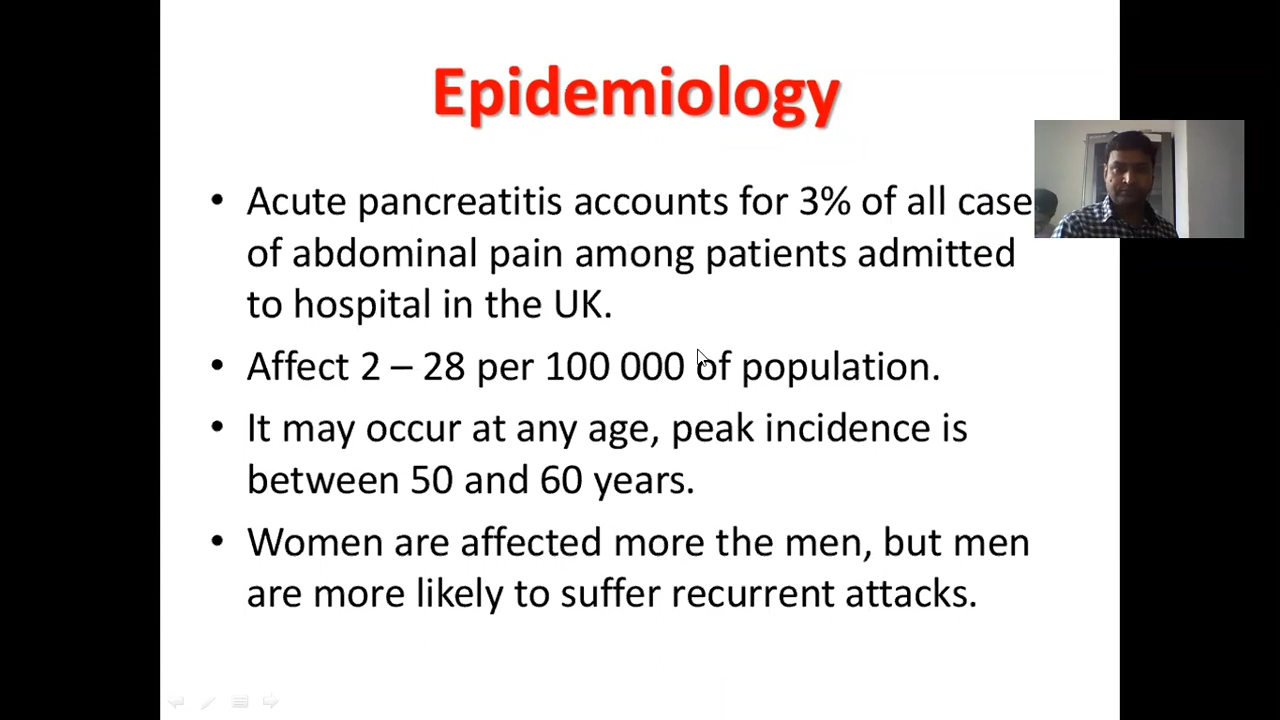 Epidemiology
• Acute pancreatitis accounts for 3% of all case
of abdominal pain among patients admitted
to hospital in the UK.
• Affect 2 – 28 per 100 000 of population.
• It may occur at any age, peak incidence is
between 50 and 60 years.
• Women are affected more the men, but men
are more likely to suffer recurrent attacks.